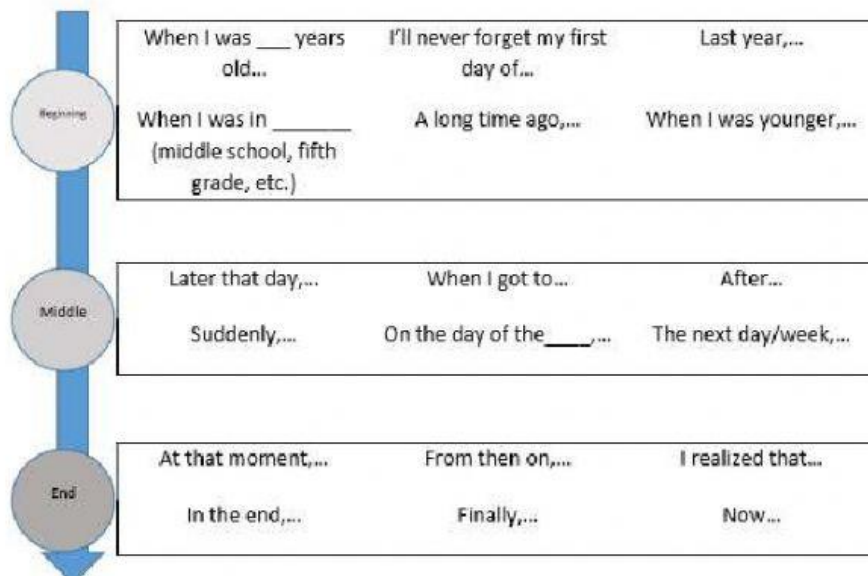 Beginning
When I was ___ years old...
I'll never forget my first day of...
Last year,...
When I was in _______ (middle school, fifth grade, etc.)
A long time ago,...
When I was younger,...
Middle
Later that day,...
When I got to...
After...
Suddenly,...
On the day of the____,...
The next day/week,...
End
At that moment,...
From then on,...
I realized that...
In the end,...
Finally,...
Now...